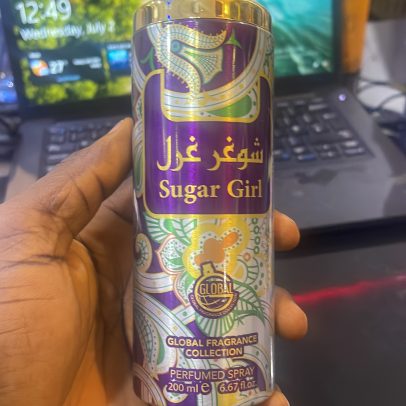 12:49
Wednesday, July 2
27°
شوغر غرل
Sugar Girl
GLOBAL
GLOBAL FRAGRANCE
COLLECTION
PERFUMED SPRAY
200 ml ℮ 6.67 fl.oz.